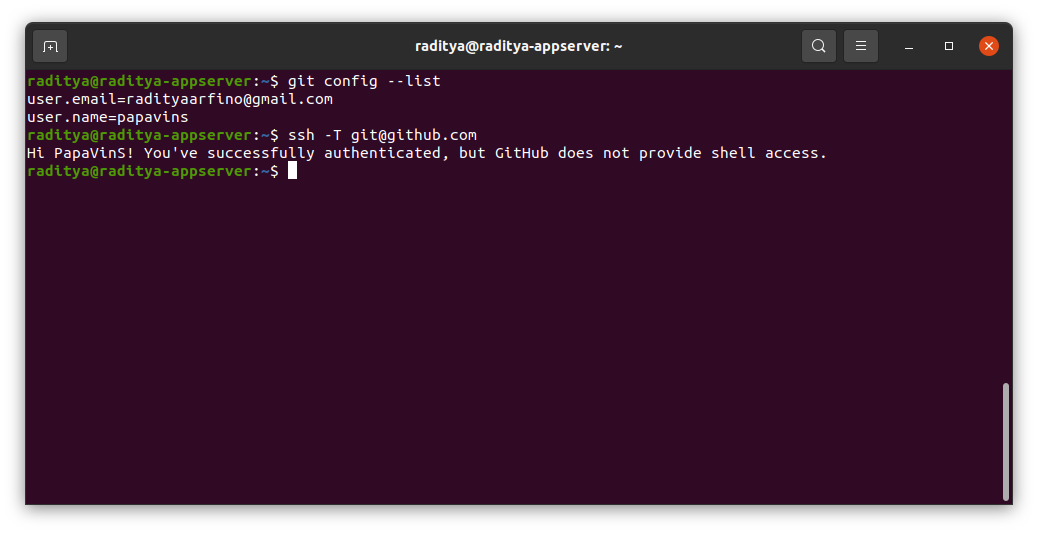 raditya@raditya-appserver: ~
raditya@raditya-appserver:~$ git config --list
user.email=radityaarfino@gmail.com
user.name=papavins
raditya@raditya-appserver:~$ ssh -T git@github.com
Hi PapaVinS! You've successfully authenticated, but GitHub does not provide shell access.
raditya@raditya-appserver:~$